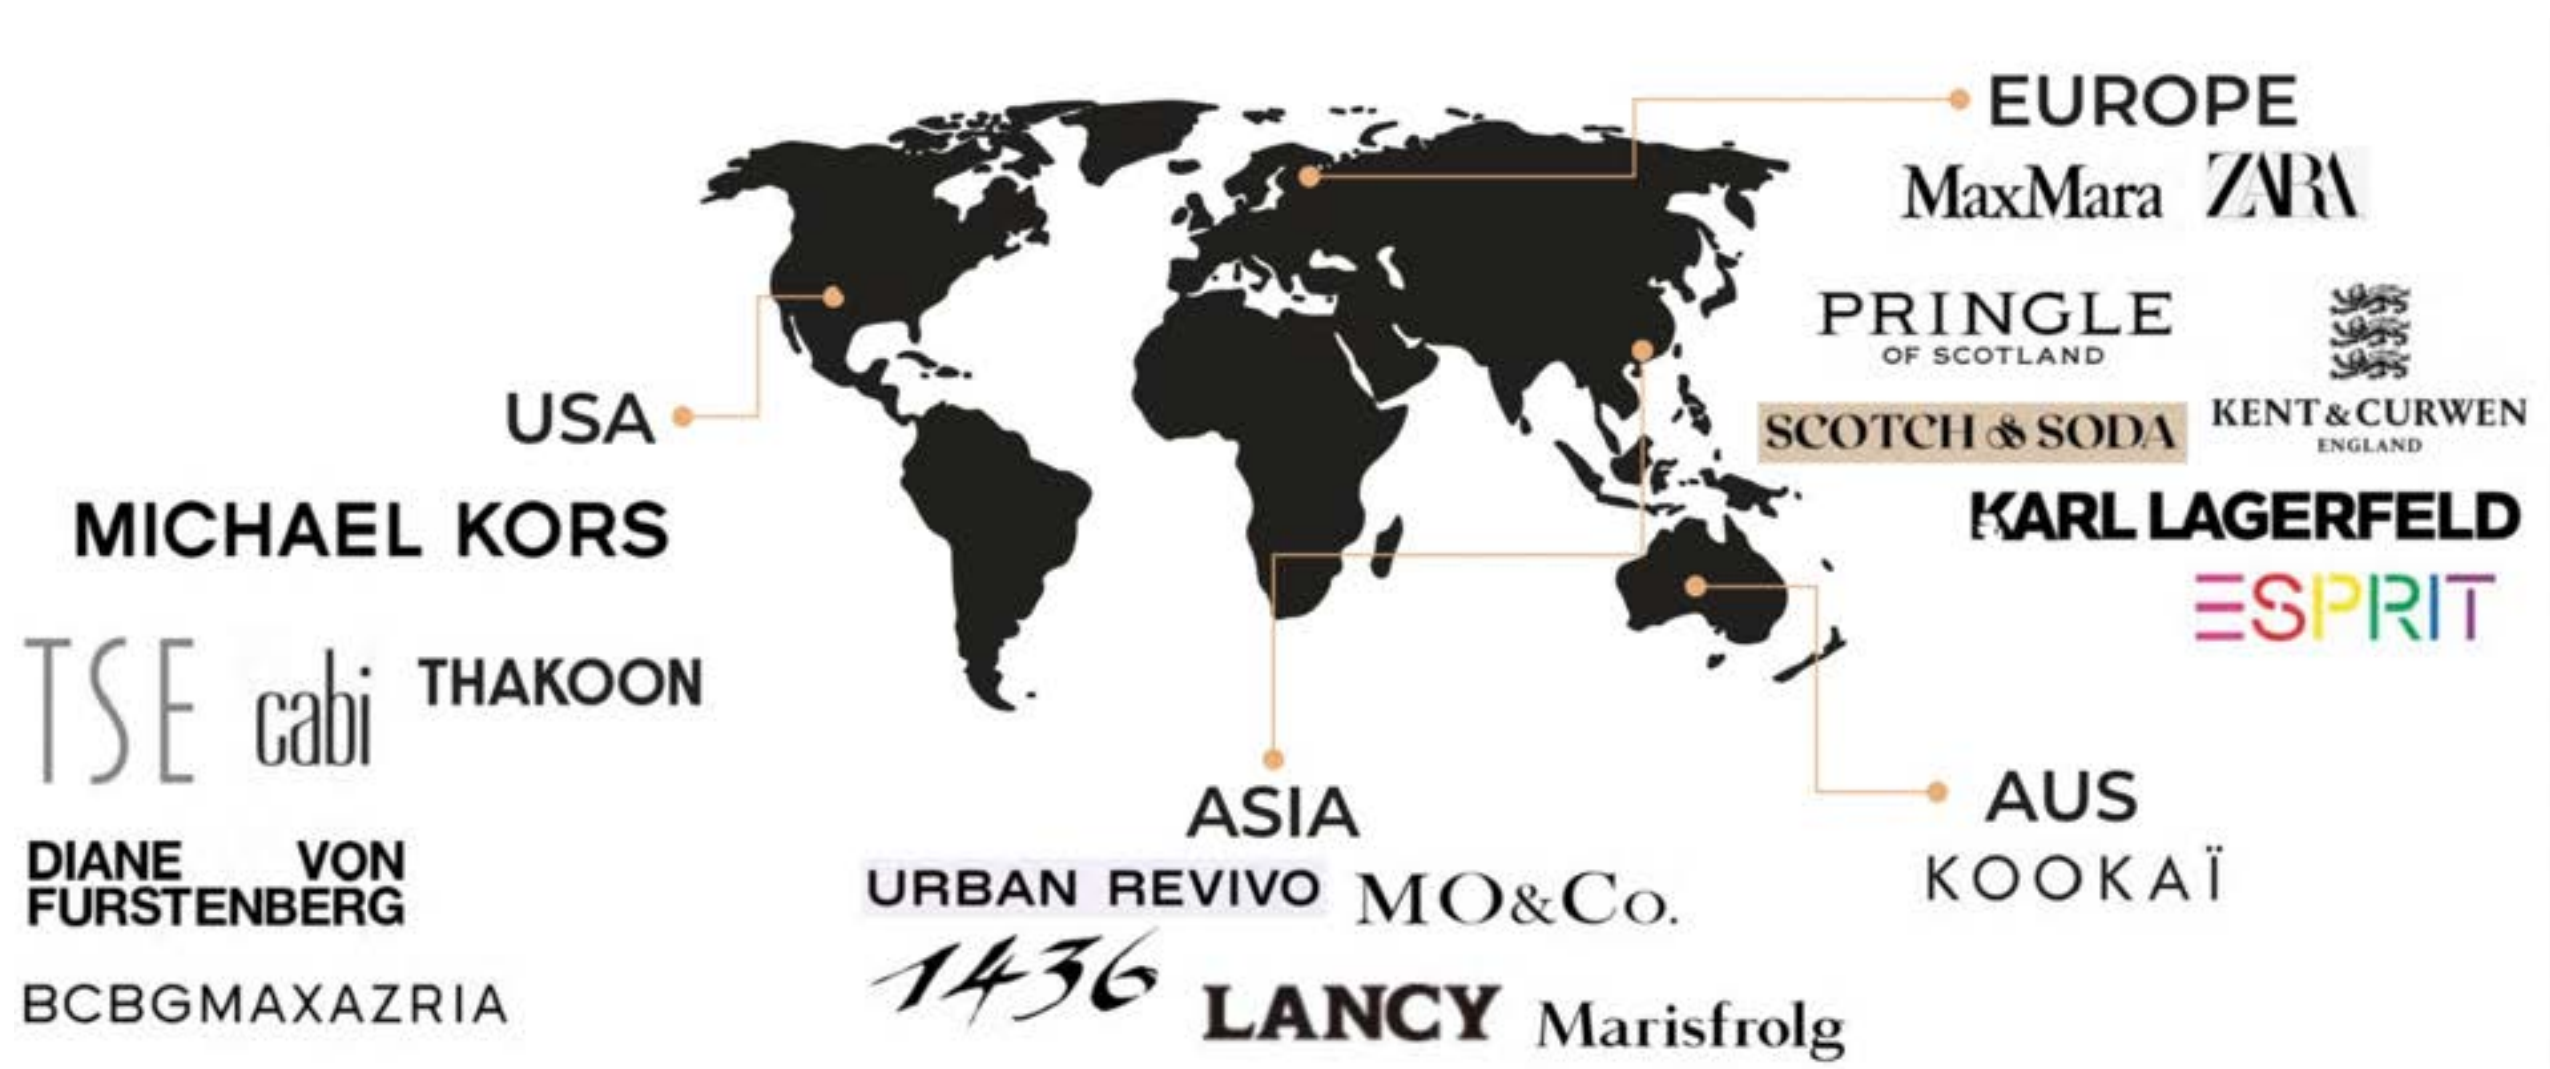 EUROPE
MaxMara ZARA
PRINGLE
OF SCOTLAND
SCOTCH & SODA
KENT & CURWEN
ENGLAND
KARL LAGERFELD
ESPRIT
USA
MICHAEL KORS
TSE cabi THAKOON
DIANE VON
FURSTENBERG
BCBGMAXAZRIA
ASIA
URBAN REVIVO MO&Co.
1436 LANCY Marisfrolg
AUS
KOOKAÏ